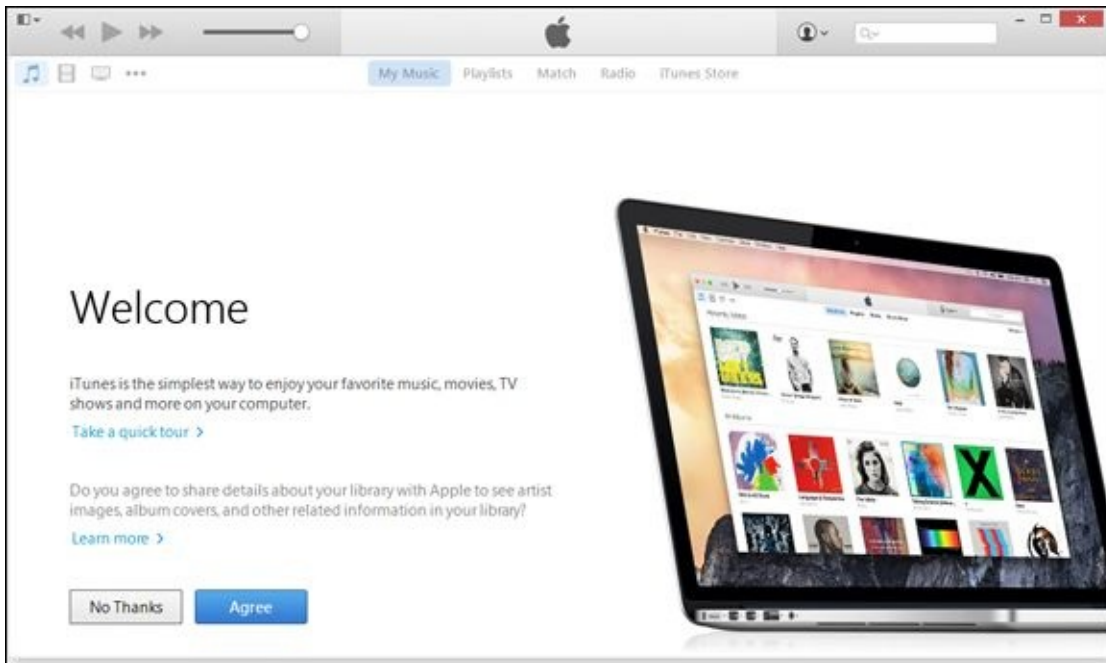 My Music Playlists Match Radio iTunes Store
Welcome
iTunes is the simplest way to enjoy your favorite music, movies, TV
shows and more on your computer.
Take a quick tour >
Do you agree to share details about your library with Apple to see artist
images, album covers, and other related information in your library?
Learn more >
No Thanks Agree